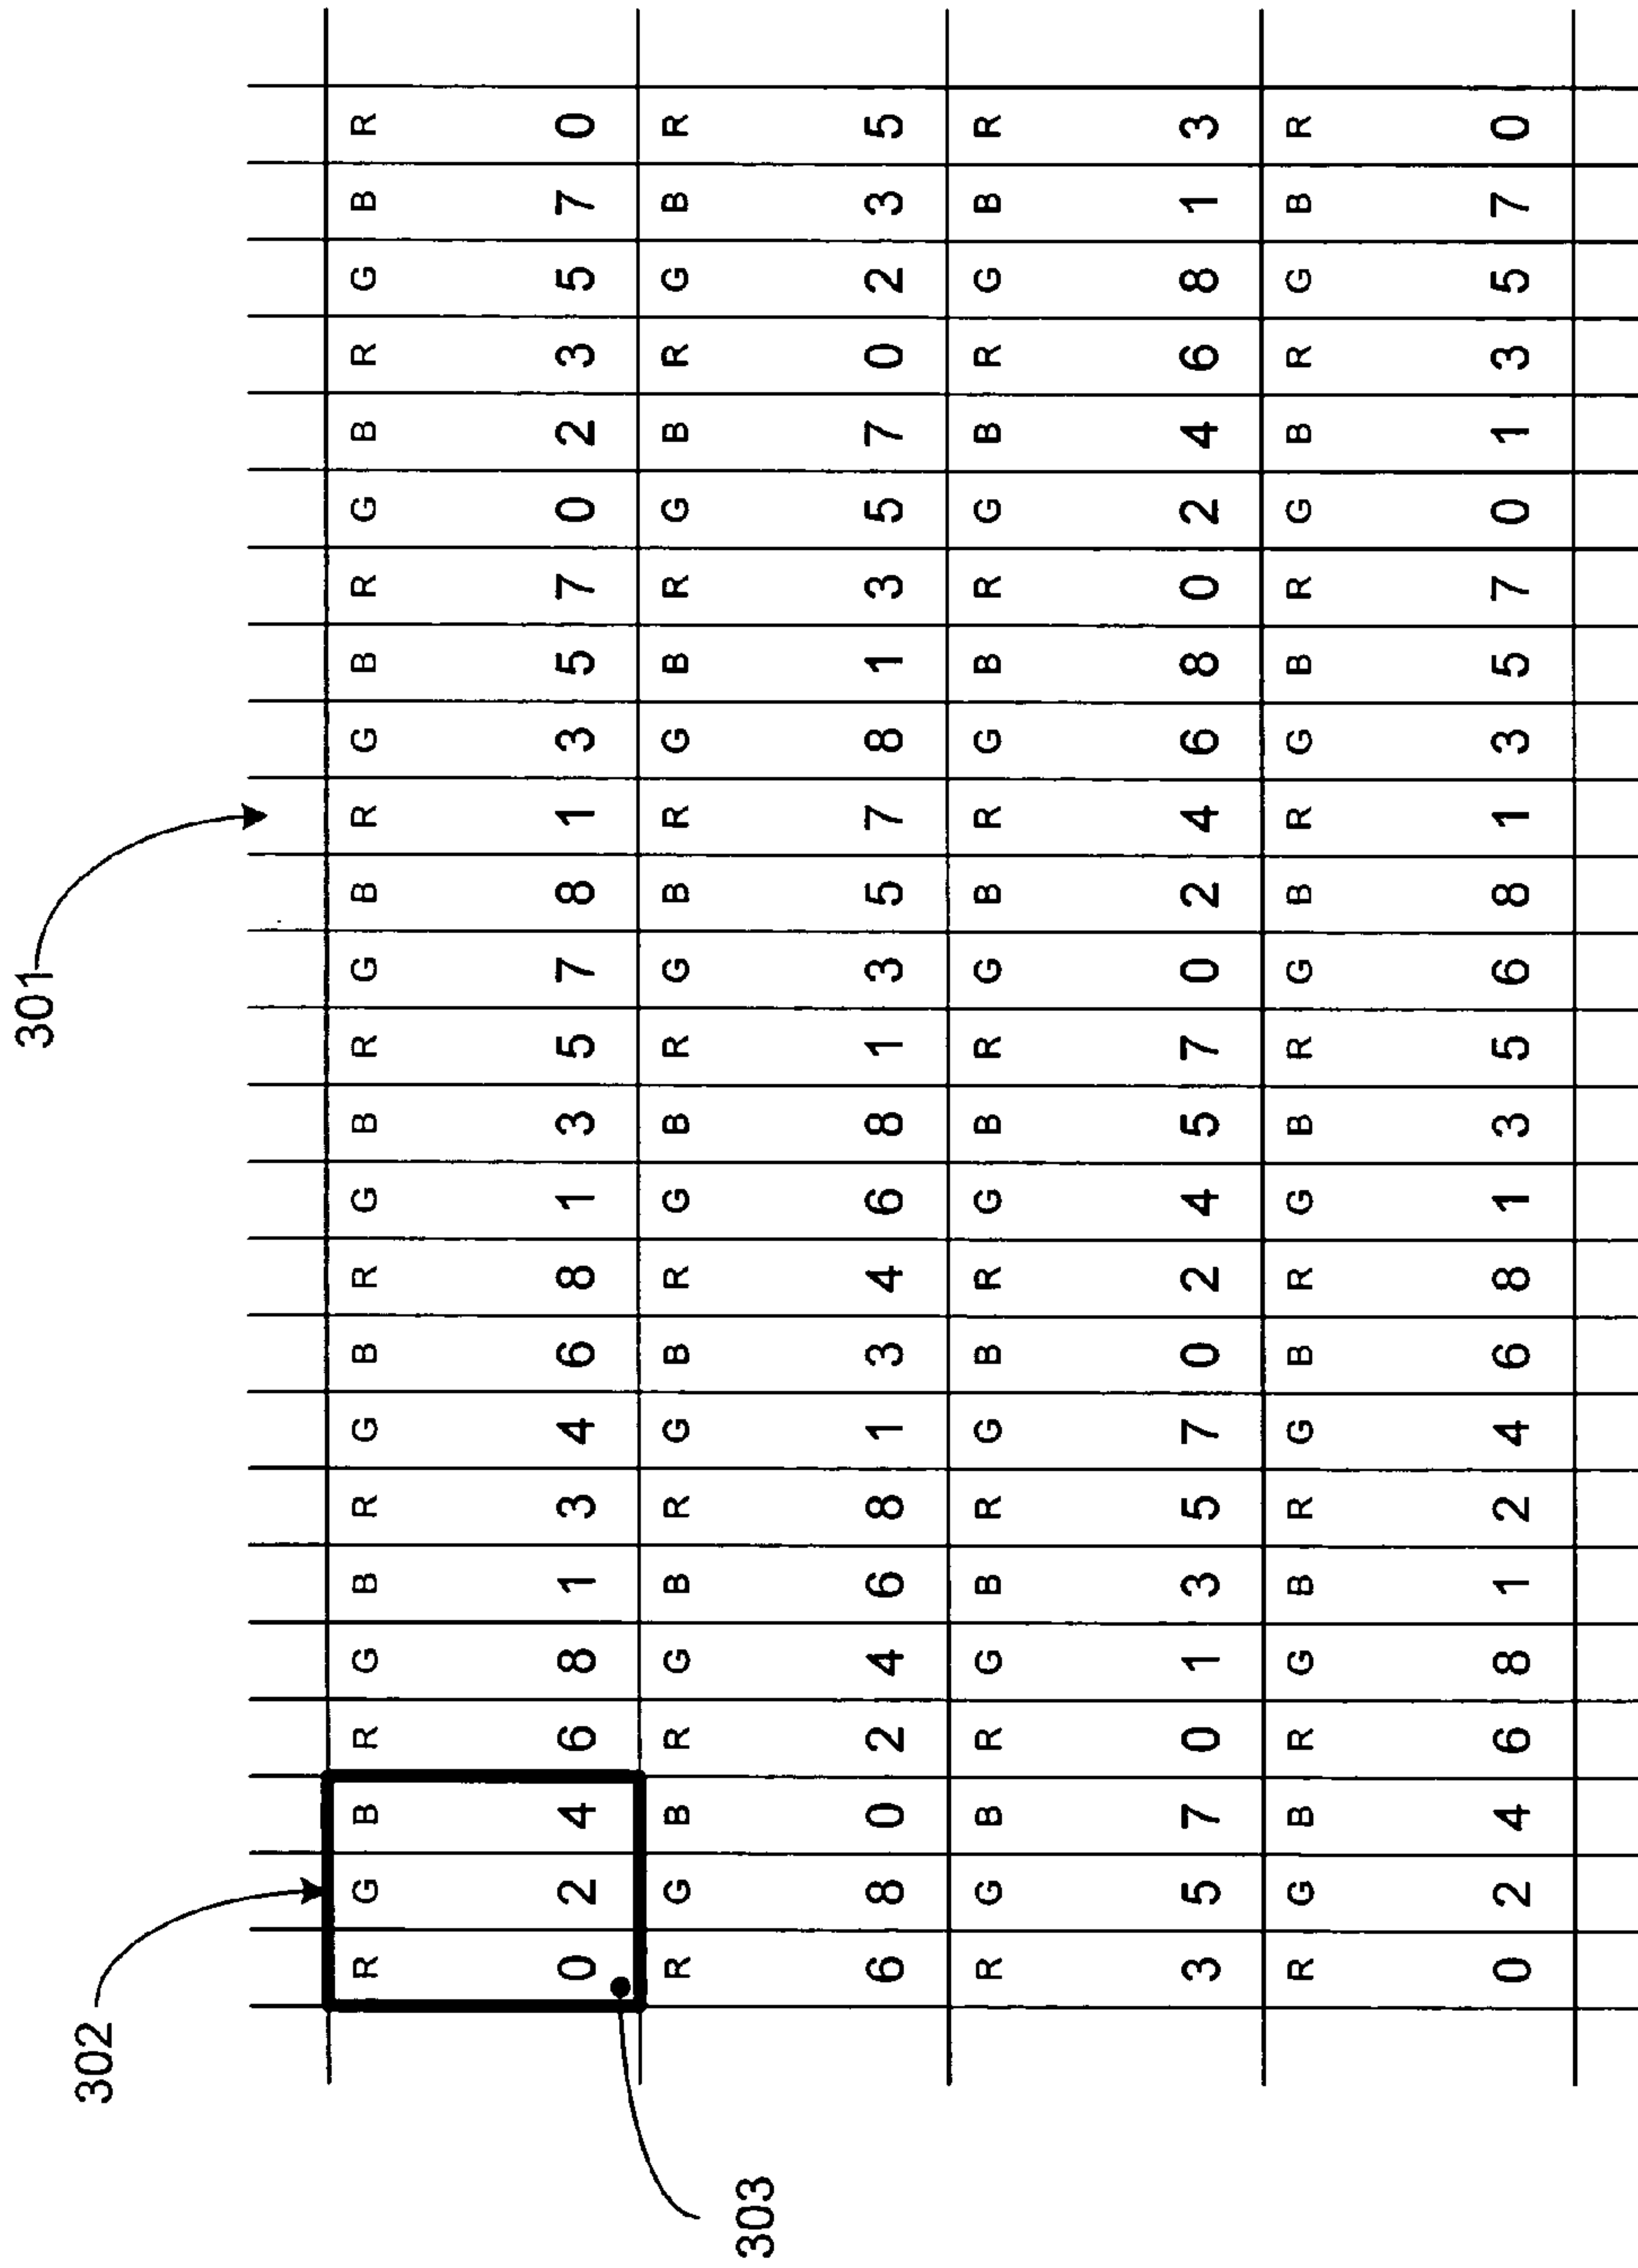 301
302
R G B R G B R G B R G B R G B R G B R G B R G B R
0 2 4 6 8 1 3 4 6 8 1 3 5 7 8 1 3 5 7 0 2 3 5 7 0
R G B R G B R G B R G B R G B R G B R G B R G B R
303
6 8 0 2 4 6 8 1 3 4 6 8 1 3 5 7 8 1 3 5 7 0 2 3 5
R G B R G B R G B R G B R G B R G B R G B R G B R
3 5 7 0 1 3 5 7 0 2 4 5 7 0 2 4 6 8 0 2 4 6 8 1 3
R G B R G B R G B R G B R G B R G B R G B R G B R
0 2 4 6 8 1 2 4 6 8 1 3 5 6 8 1 3 5 7 0 1 3 5 7 0